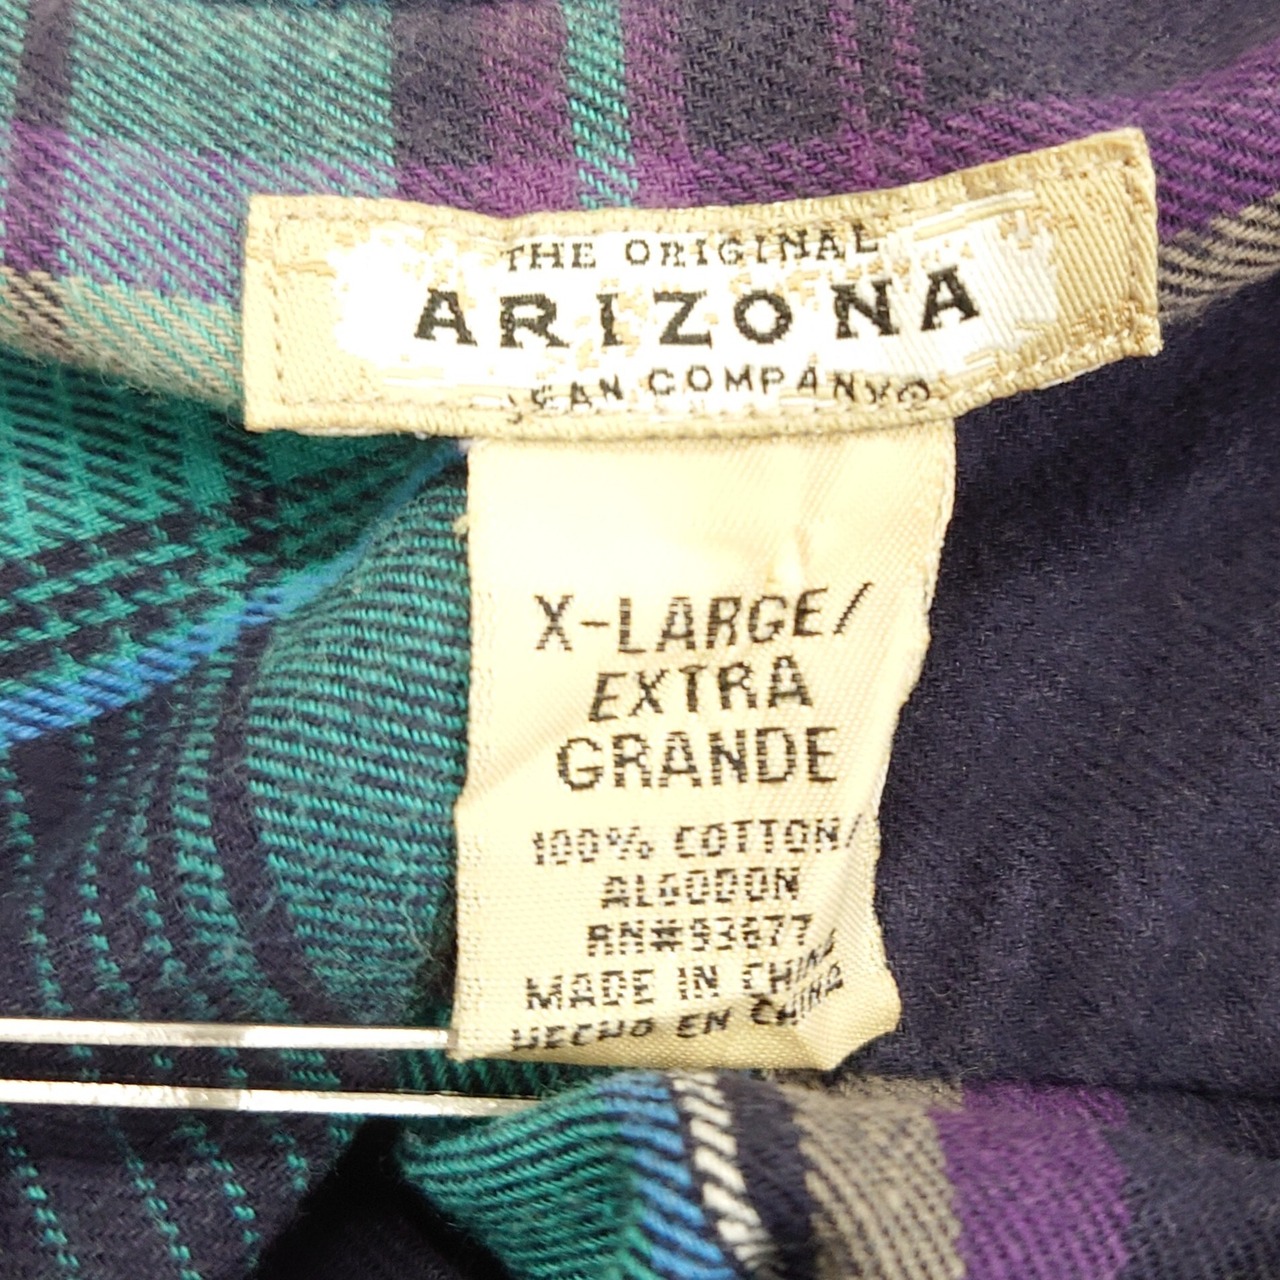 THE ORIGINAL
ARIZONA
JEAN COMPANY®
X-LARGE/
EXTRA
GRANDE
100% COTTON/
ALGODON
RN#93677
MADE IN CHINA
HECHO EN CHINA